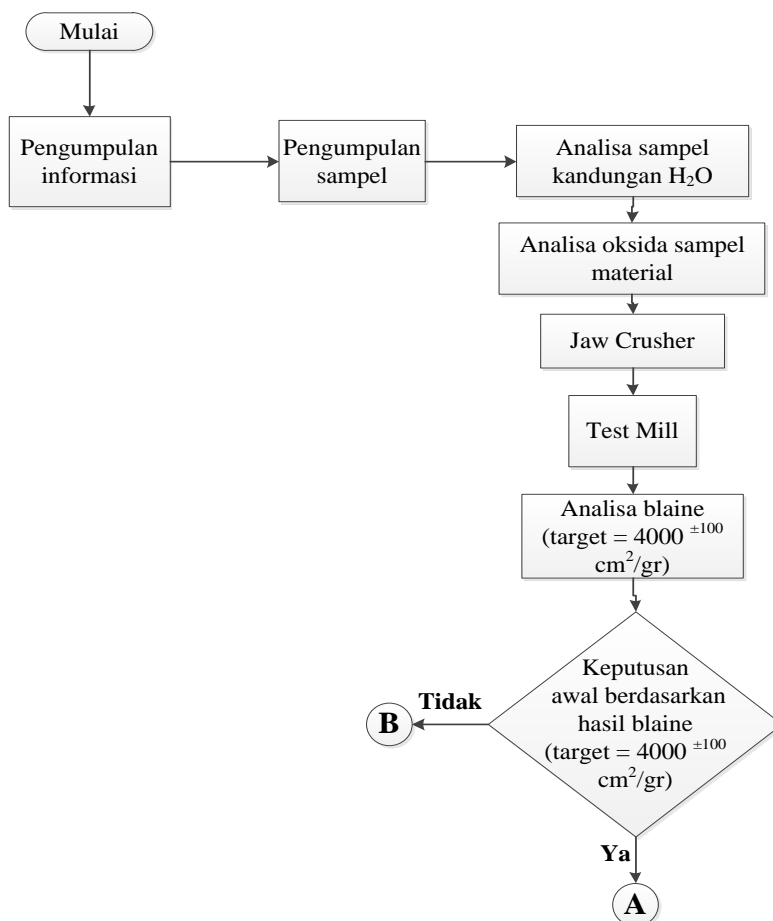 Mulai
Pengumpulan
informasi
Pengumpulan
sampel
Analisa sampel
kandungan H₂O
Analisa oksida sampel
material
Jaw Crusher
Test Mill
Analisa blaine
(target = 4000 ±100
cm²/gr)
Keputusan
awal berdasarkan
hasil blaine
(target = 4000 ±100
cm²/gr)
Tidak
B
Ya
A